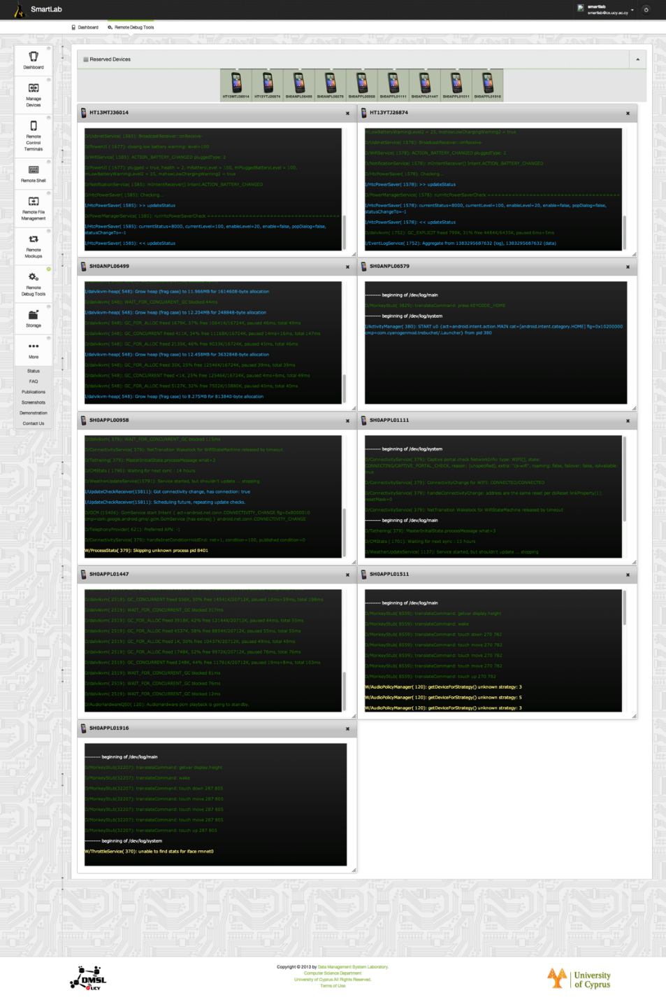 SmartLab
smartlab
smartlab@cs.ucy.ac.cy
Dashboard
Remote Debug Tools
Dashboard
Manage
Devices
Remote
Control
Terminals
Remote Shell
Remote File
Management
Remote
Mockups
Remote
Debug Tools
Storage
More
Status
FAQ
Publications
Screenshots
Demonstration
Contact Us
Reserved Devices
HT13MTJ36014 HT13YTJ26874 SH0ANPL06499 SH0ANPL06579 SH0APPL00958 SH0APPL01111 SH0APPL01447 SH0APPL01511 SH0APPL01916
HT13MTJ36014
D/UsbnetService( 1585): BroadcastReceiver::onReceive-
D/PowerUI ( 1677): closing low battery warning: level=100
D/WifiService( 1585): ACTION_BATTERY_CHANGED pluggedType: 2
D/PowerUI ( 1677): plugged = true, health = 2, mBatteryLevel = 100, mPluggedBatteryLevel = 100,
mLowBatteryWarningLevel2 = 25, mshowLowChargingWarning2 = true
D/NotificationService( 1585): mIntentReceiver() Intent.ACTION_BATTERY_CHANGED
D/HtcPowerSaver( 1585): Checking...
I/HtcPowerSaver( 1585): >> updateStatus
D/PowerManagerService( 1585): runHtcPowerSaverCheck
I/HtcPowerSaver( 1585): currentStatus=8000, currentLevel=100, enableLevel=20, enable=false, popDialog=false,
statusChangeTo=-1
I/HtcPowerSaver( 1585): << updateStatus
HT13YTJ26874
mLowBatteryWarningLevel2 = 25, mshowLowChargingWarning2 = true
D/UsbnetService( 1578): BroadcastReceiver::onReceive-
D/WifiService( 1578): ACTION_BATTERY_CHANGED pluggedType: 2
D/NotificationService( 1578): mIntentReceiver() Intent.ACTION_BATTERY_CHANGED
D/HtcPowerSaver( 1578): Checking...
I/HtcPowerSaver( 1578): >> updateStatus
D/PowerManagerService( 1578): runHtcPowerSaverCheck
I/HtcPowerSaver( 1578): currentStatus=8000, currentLevel=100, enableLevel=20, enable=false, popDialog=false,
statusChangeTo=-1
I/HtcPowerSaver( 1578): << updateStatus
D/dalvikvm( 1752): GC_EXPLICIT freed 799K, 31% free 4484K/6435K, paused 6ms+5ms
I/EventLogService( 1752): Aggregate from 1383295687632 (log), 1383295687632 (data)
SH0ANPL06499
I/dalvikvm-heap( 548): Grow heap (frag case) to 11.966MB for 1614608-byte allocation
D/dalvikvm( 548): WAIT_FOR_CONCURRENT_GC blocked 44ms
I/dalvikvm-heap( 548): Grow heap (frag case) to 12.204MB for 248848-byte allocation
D/dalvikvm( 548): GC_FOR_ALLOC freed 1679K, 37% free 10641K/16724K, paused 48ms, total 49ms
D/dalvikvm( 548): GC_CONCURRENT freed 411K, 34% free 11168K/16724K, paused 14ms+16ms, total 147ms
D/dalvikvm( 548): GC_FOR_ALLOC freed 2135K, 46% free 9033K/16724K, paused 45ms, total 46ms
I/dalvikvm-heap( 548): Grow heap (frag case) to 12.458MB for 3632848-byte allocation
D/dalvikvm( 548): GC_FOR_ALLOC freed 35K, 25% free 12546K/16724K, paused 39ms, total 39ms
D/dalvikvm( 548): GC_CONCURRENT freed <1K, 25% free 12546K/16724K, paused 4ms+6ms, total 49ms
D/dalvikvm( 548): GC_FOR_ALLOC freed 5127K, 32% free 7502K/10880K, paused 40ms, total 40ms
I/dalvikvm-heap( 548): Grow heap (frag case) to 8.275MB for 813840-byte allocation
SH0ANPL06579
--------- beginning of /dev/log/main
D/MonkeyStub( 3829): translateCommand: press KEYCODE_HOME
--------- beginning of /dev/log/system
I/ActivityManager( 380): START u0 {act=android.intent.action.MAIN cat=[android.intent.category.HOME] flg=0x10200000
cmp=com.cyanogenmod.trebuchet/.Launcher} from pid 380
SH0APPL00958
D/dalvikvm( 379): WAIT_FOR_CONCURRENT_GC blocked 115ms
D/ConnectivityService( 379): NetTransition Wakelock for WifiStateMachine released by timeout
D/Tethering( 379): MasterInitialState.processMessage what=3
D/CMStats ( 1790): Waiting for next sync : 14 hours
D/WeatherUpdateService(15791): Service started, but shouldn't update ... stopping
I/UpdateCheckReceiver(15811): Got connectivity change, has connection: true
I/UpdateCheckReceiver(15811): Scheduling future, repeating update checks.
D/GCM (15406): GcmService start Intent { act=android.net.conn.CONNECTIVITY_CHANGE flg=0x8000010
cmp=com.google.android.gms/.gcm.GcmService (has extras) } android.net.conn.CONNECTIVITY_CHANGE
D/TelephonyProvider( 621): Preferred APN: -1
D/ConnectivityService( 379): handleInetConditionHoldEnd: net=1, condition=100, published condition=0
W/ProcessStats( 379): Skipping unknown process pid 8401
SH0APPL01111
--------- beginning of /dev/log/system
D/ConnectivityService( 379): Captive portal check NetworkInfo: type: WIFI[], state:
CONNECTING/CAPTIVE_PORTAL_CHECK, reason: (unspecified), extra: "cs-wifi", roaming: false, failover: false, isAvailable:
true
D/ConnectivityService( 379): ConnectivityChange for WIFI: CONNECTED/CONNECTED
D/ConnectivityService( 379): handleConnectivityChange: address are the same reset per doReset linkProperty[1]:
resetMask=0
D/ConnectivityService( 379): NetTransition Wakelock for WifiStateMachine released by timeout
--------- beginning of /dev/log/main
D/Tethering( 379): MasterInitialState.processMessage what=3
D/CMStats ( 1701): Waiting for next sync : 13 hours
D/WeatherUpdateService( 1137): Service started, but shouldn't update ... stopping
SH0APPL01447
D/dalvikvm( 2519): GC_CONCURRENT freed 556K, 30% free 14541K/20712K, paused 12ms+59ms, total 198ms
D/dalvikvm( 2519): WAIT_FOR_CONCURRENT_GC blocked 317ms
D/dalvikvm( 2519): GC_FOR_ALLOC freed 3918K, 42% free 12144K/20712K, paused 44ms, total 53ms
D/dalvikvm( 2519): GC_FOR_ALLOC freed 4537K, 58% free 8854K/20712K, paused 55ms, total 55ms
D/dalvikvm( 2519): GC_FOR_ALLOC freed 1K, 50% free 10437K/20712K, paused 49ms, total 49ms
D/dalvikvm( 2519): GC_FOR_ALLOC freed 1748K, 52% free 9972K/20712K, paused 76ms, total 76ms
D/dalvikvm( 2519): GC_CONCURRENT freed 248K, 44% free 11761K/20712K, paused 19ms+8ms, total 103ms
D/dalvikvm( 2519): WAIT_FOR_CONCURRENT_GC blocked 81ms
D/dalvikvm( 2519): WAIT_FOR_CONCURRENT_GC blocked 76ms
D/dalvikvm( 2519): WAIT_FOR_CONCURRENT_GC blocked 12ms
D/AudioHardwareQSD( 120): AudioHardware pcm playback is going to standby.
SH0APPL01511
--------- beginning of /dev/log/main
D/MonkeyStub( 8559): translateCommand: getvar display.height
D/MonkeyStub( 8559): translateCommand: wake
D/MonkeyStub( 8559): translateCommand: touch down 270 782
D/MonkeyStub( 8559): translateCommand: touch move 270 782
D/MonkeyStub( 8559): translateCommand: touch move 270 782
D/MonkeyStub( 8559): translateCommand: touch move 270 782
D/MonkeyStub( 8559): translateCommand: touch up 270 782
W/AudioPolicyManager( 120): getDeviceForStrategy() unknown strategy: 3
W/AudioPolicyManager( 120): getDeviceForStrategy() unknown strategy: 5
W/AudioPolicyManager( 120): getDeviceForStrategy() unknown strategy: 3
SH0APPL01916
--------- beginning of /dev/log/main
D/MonkeyStub(32207): translateCommand: getvar display.height
D/MonkeyStub(32207): translateCommand: wake
D/MonkeyStub(32207): translateCommand: touch down 287 805
D/MonkeyStub(32207): translateCommand: touch move 287 805
D/MonkeyStub(32207): translateCommand: touch move 287 805
D/MonkeyStub(32207): translateCommand: touch move 287 805
D/MonkeyStub(32207): translateCommand: touch up 287 805
--------- beginning of /dev/log/system
W/ThrottleService( 370): unable to find stats for iface rmnet0
DMSL
UCY
Copyright © 2013 by Data Management System Laboratory.
Computer Science Department
University of Cyprus All Rights Reserved.
Terms of Use
University
of Cyprus